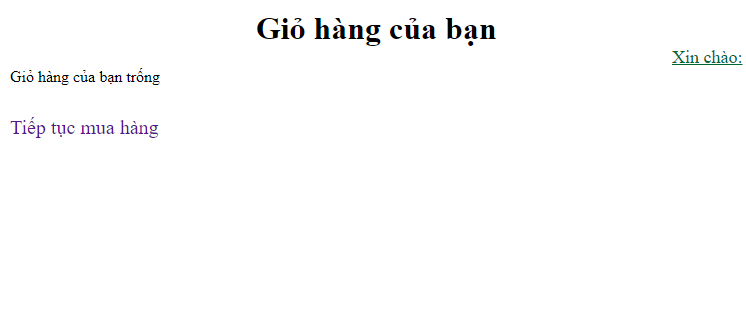 Giỏ hàng của bạn
Xin chào:
Giỏ hàng của bạn trống
Tiếp tục mua hàng